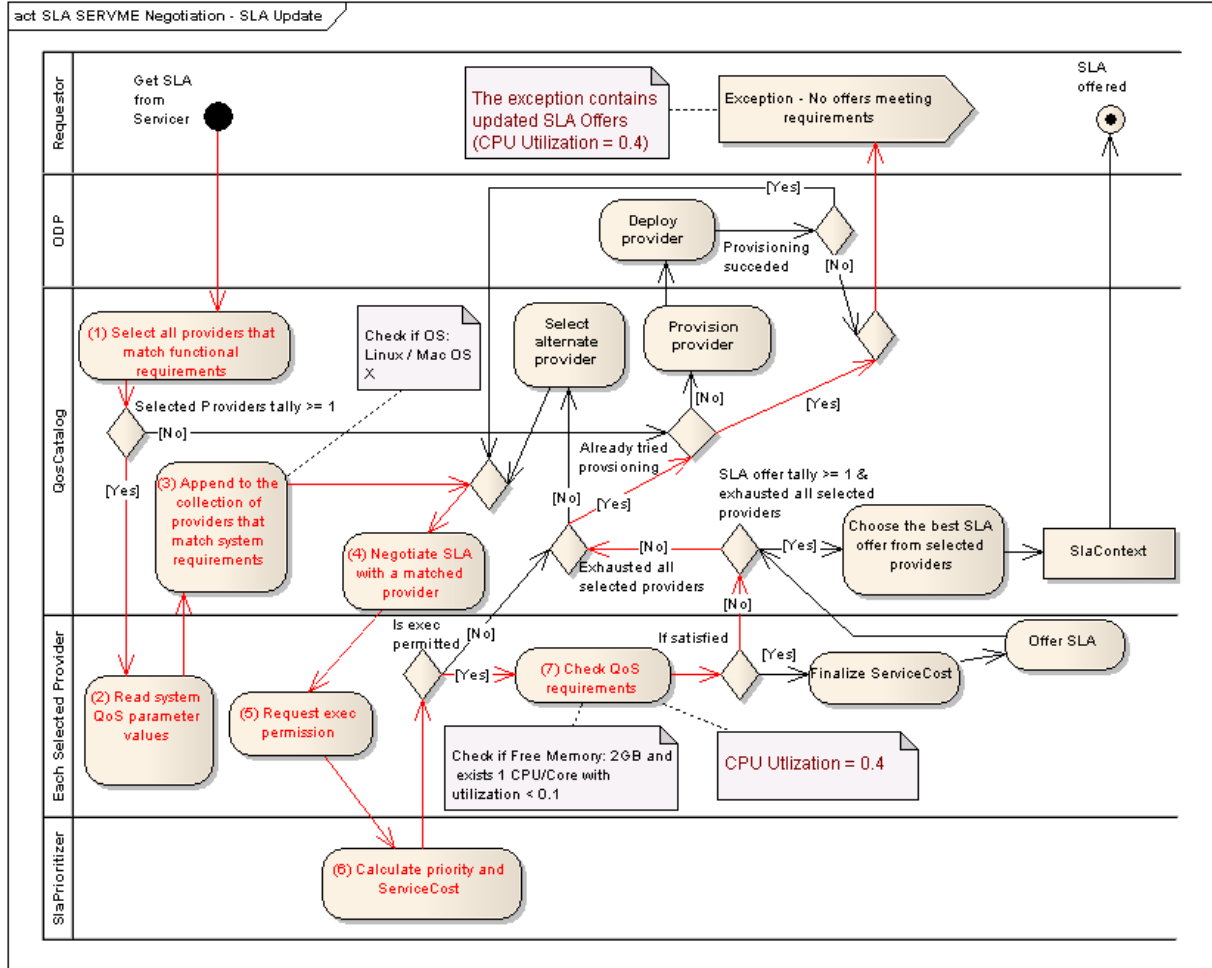 act SLA SERVME Negotiation - SLA Update
Requestor
Get SLA
from
Servicer
The exception contains
updated SLA Offers
(CPU Utilization = 0.4)
Exception - No offers meeting
requirements
SLA
offered
ODP
[Yes]
Deploy
provider
Provisioning
succeded
[No]
QosCatalog
(1) Select all providers that
match functional
requirements
Check if OS:
Linux / Mac OS
X
Select
alternate
provider
Provision
provider
Selected Providers tally >= 1
[No]
[No]
[No]
[Yes]
Already tried
provsioning
[Yes]
(3) Append to the
collection of
providers that
match system
requirements
[Yes]
SLA offer tally >= 1 &
exhausted all selected
providers
(4) Negotiate SLA
with a matched
provider
[No]
[Yes]
Exhausted all
selected providers
Choose the best SLA
offer from selected
providers
SlaContext
[No]
Each Selected Provider
Is exec
permitted
[No]
If satisfied
Offer SLA
[Yes]
(7) Check QoS
requirements
[Yes]
Finalize ServiceCost
(2) Read system
QoS parameter
values
(5) Request exec
permission
Check if Free Memory: 2GB and
exists 1 CPU/Core with
utilization < 0.1
CPU Utlization = 0.4
SlaPrioritizer
(6) Calculate priority and
ServiceCost